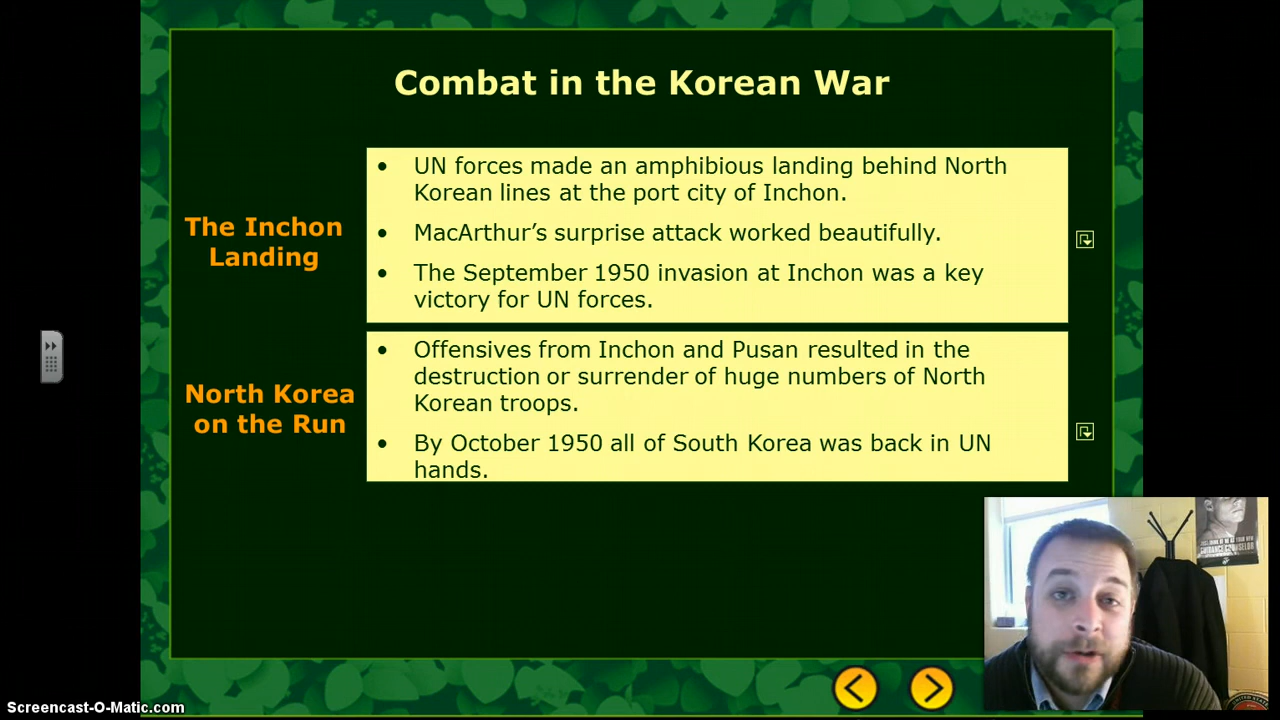 Combat in the Korean War
The Inchon
Landing
• UN forces made an amphibious landing behind North
Korean lines at the port city of Inchon.
• MacArthur’s surprise attack worked beautifully.
• The September 1950 invasion at Inchon was a key
victory for UN forces.
North Korea
on the Run
• Offensives from Inchon and Pusan resulted in the
destruction or surrender of huge numbers of North
Korean troops.
• By October 1950 all of South Korea was back in UN
hands.
GUIDANCE COUNSELOR
Screencast-O-Matic.com